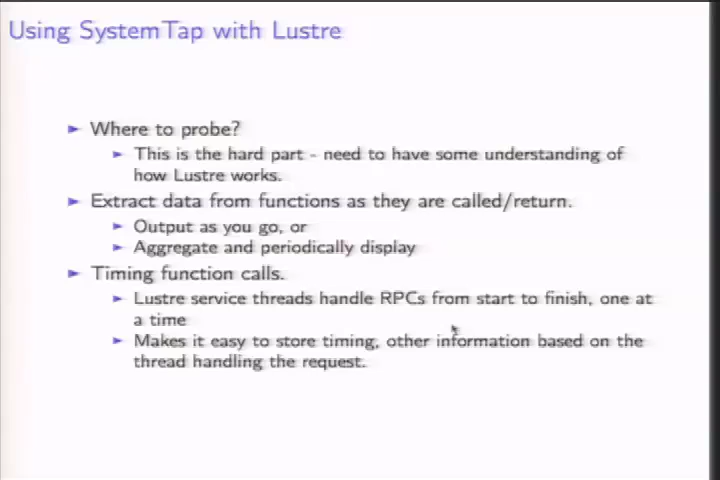 Using SystemTap with Lustre
Where to probe?
This is the hard part - need to have some understanding of
how Lustre works.
Extract data from functions as they are called/return.
Output as you go, or
Aggregate and periodically display
Timing function calls.
Lustre service threads handle RPCs from start to finish, one at
a time
Makes it easy to store timing, other information based on the
thread handling the request.